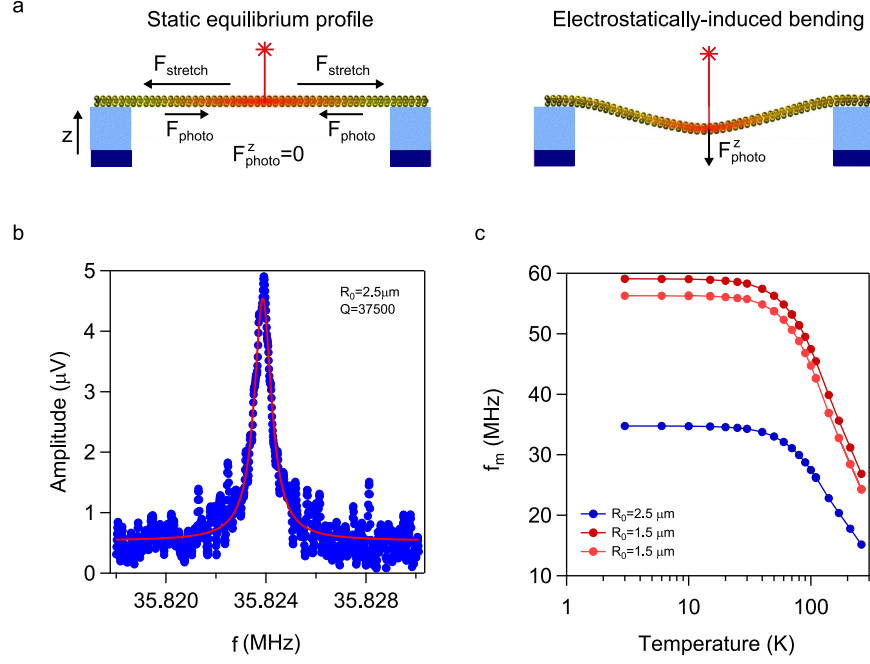 a
Static equilibrium profile
Electrostatically-induced bending
F_stretch
F_stretch
z
F_photo
F_photo
F^z_photo=0
F^z_photo
b
R₀=2.5µm
Q=37500
5
4
3
2
1
0
Amplitude (µV)
35.820
35.824
35.828
f (MHz)
c
60
50
40
30
20
10
f_m (MHz)
R₀=2.5 µm
R₀=1.5 µm
R₀=1.5 µm
1
10
100
Temperature (K)